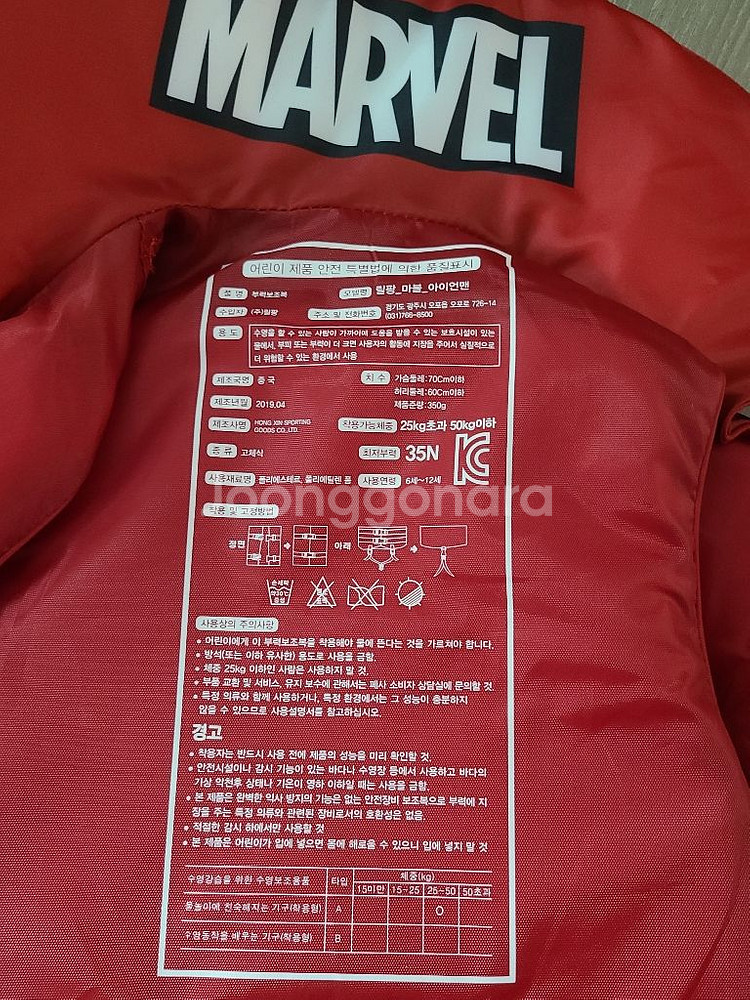 MARVEL
어린이 제품 안전 특별법에 의한 품질표시
품 명 부력보조복 모델명 릴팡_마블_아이언맨
수입자 (주)릴팡 주소 및 전화번호 경기도 광주시 오포읍 오포로 726-14
(031)766-8500
용 도 수영을 할 수 있는 사람이 가까이에 도움을 받을 수 있는 보호시설이 있는
물에서, 부피 또는 부력이 더 크면 사용자의 활동에 지장을 주어서 실질적으로
더 위험할 수 있는 환경에서 사용
제조국명 중 국 치 수 가슴둘레:70Cm이하
허리둘레:60Cm이하
제조년월 2019.04 제품중량:350g
제조사명 HONG XIN SPORTING
GOODS CO.,LTD. 착용가능체중 25kg초과 50kg이하
종 류 고체식 최저부력 35N
사용재료명 폴리에스테르, 폴리에틸렌 폼 사용연령 6세~12세
Joonggonara
착용 및 고정방법
정면 아래
손세탁
약30℃
중성
사용상의 주의사항
• 어린이에게 이 부력보조복을 착용해야 물에 뜬다는 것을 가르쳐야 합니다.
• 방석(또는 이하 유사한) 용도로 사용을 금함.
• 체중 25kg 이하인 사람은 사용하지 말 것.
• 부품 교환 및 서비스, 유지 보수에 관해서는 폐사 소비자 상담실에 문의할 것.
• 특정 의류와 함께 사용하거나, 특정 환경에서는 그 성능이 충분하지
않을 수 있으므로 사용설명서를 참고하십시오.
경고
• 착용자는 반드시 사용 전에 제품의 성능을 미리 확인할 것.
• 안전시설이나 감시 기능이 있는 바다나 수영장 등에서 사용하고 바다의
기상 악천후 상태나 기온이 영하 이하일 때는 사용을 금함.
• 본 제품은 완벽한 익사 방지의 기능은 없는 안전장비 보조복으로 부력에 지
장을 주는 특정 의류와 관련된 장비로서의 호환성은 없음.
• 적절한 감시 하에서만 사용할 것
• 본 제품은 어린이가 입에 넣으면 몸에 해로울 수 있으니 입에 넣지 말 것
수영강습을 위한 수영보조용품 타입 체중(kg)
15미만 15~25 25~50 50초과
물놀이에 친숙해지는 기구(착용형) A O
수영동작을 배우는 기구(착용형) B